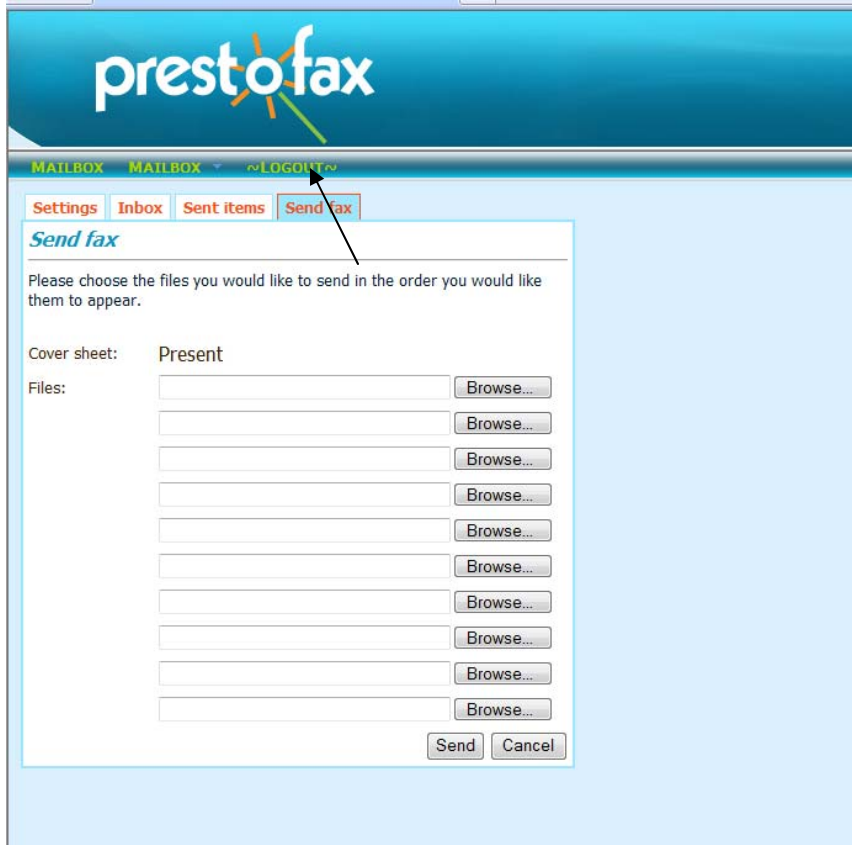 prestofax
MAILBOX MAILBOX ~LOGOUT~
Settings Inbox Sent items Send fax
Send fax
Please choose the files you would like to send in the order you would like
them to appear.
Cover sheet: Present
Files: Browse...
Browse...
Browse...
Browse...
Browse...
Browse...
Browse...
Browse...
Browse...
Browse...
Send Cancel